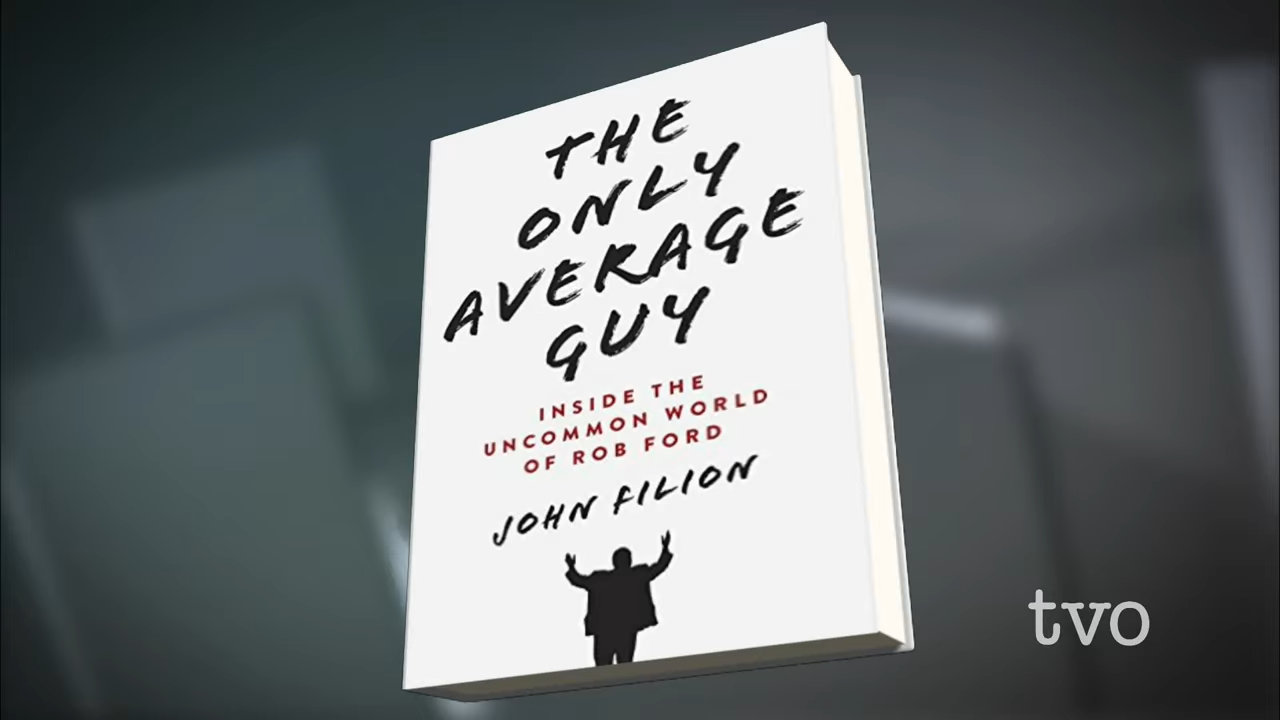 THE
ONLY
AVERAGE
GUY
INSIDE THE
UNCOMMON WORLD
OF ROB FORD
JOHN FILION
tvo